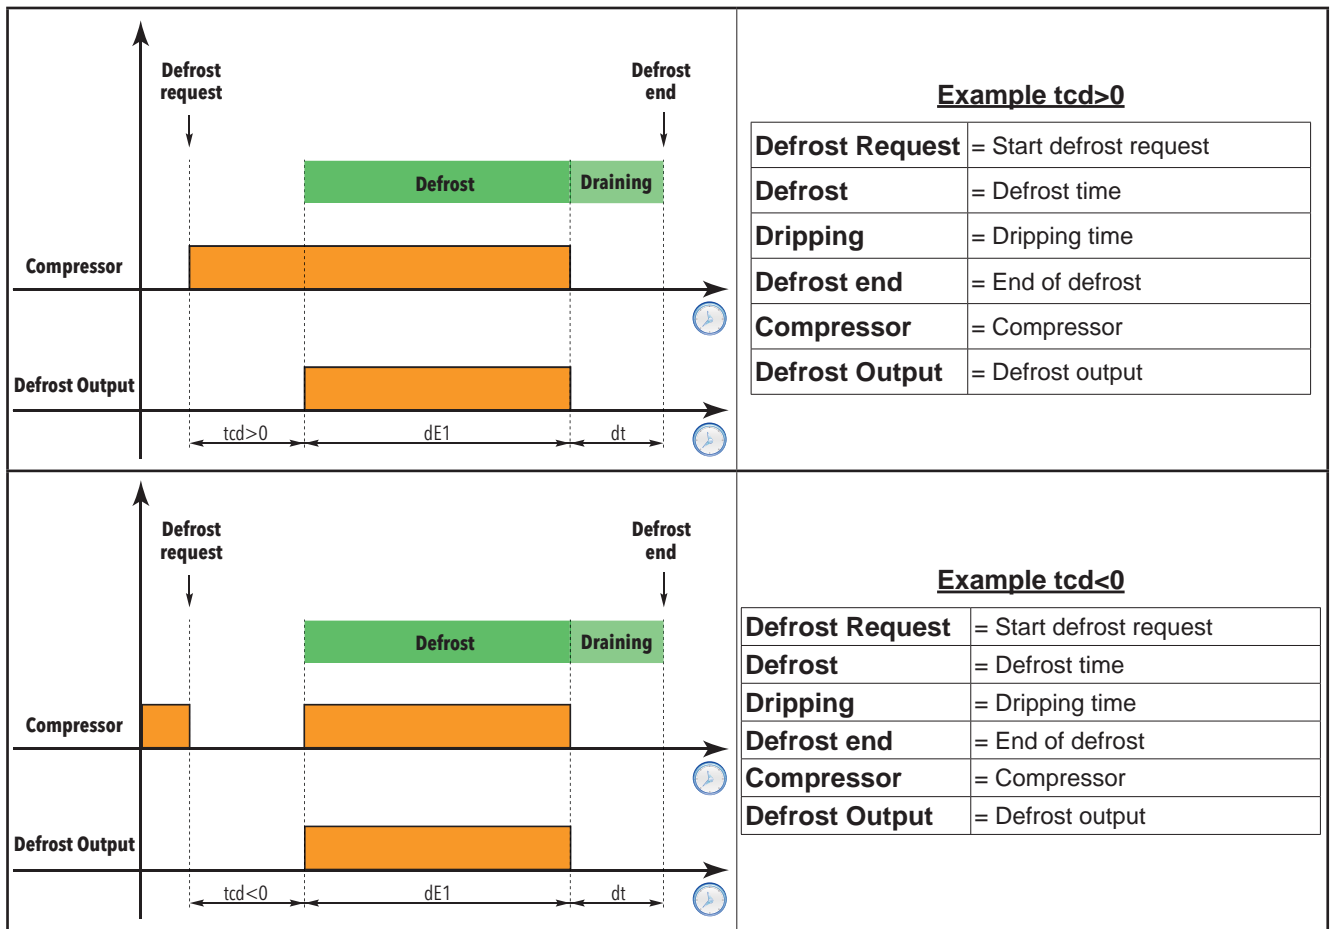 Defrost
request
Defrost
end
Defrost
Draining
Compressor
Defrost Output
tcd>0
dE1
dt
Example tcd>0
Defrost Request = Start defrost request
Defrost = Defrost time
Dripping = Dripping time
Defrost end = End of defrost
Compressor = Compressor
Defrost Output = Defrost output
Defrost
request
Defrost
end
Defrost
Draining
Compressor
Defrost Output
tcd<0
dE1
dt
Example tcd<0
Defrost Request = Start defrost request
Defrost = Defrost time
Dripping = Dripping time
Defrost end = End of defrost
Compressor = Compressor
Defrost Output = Defrost output